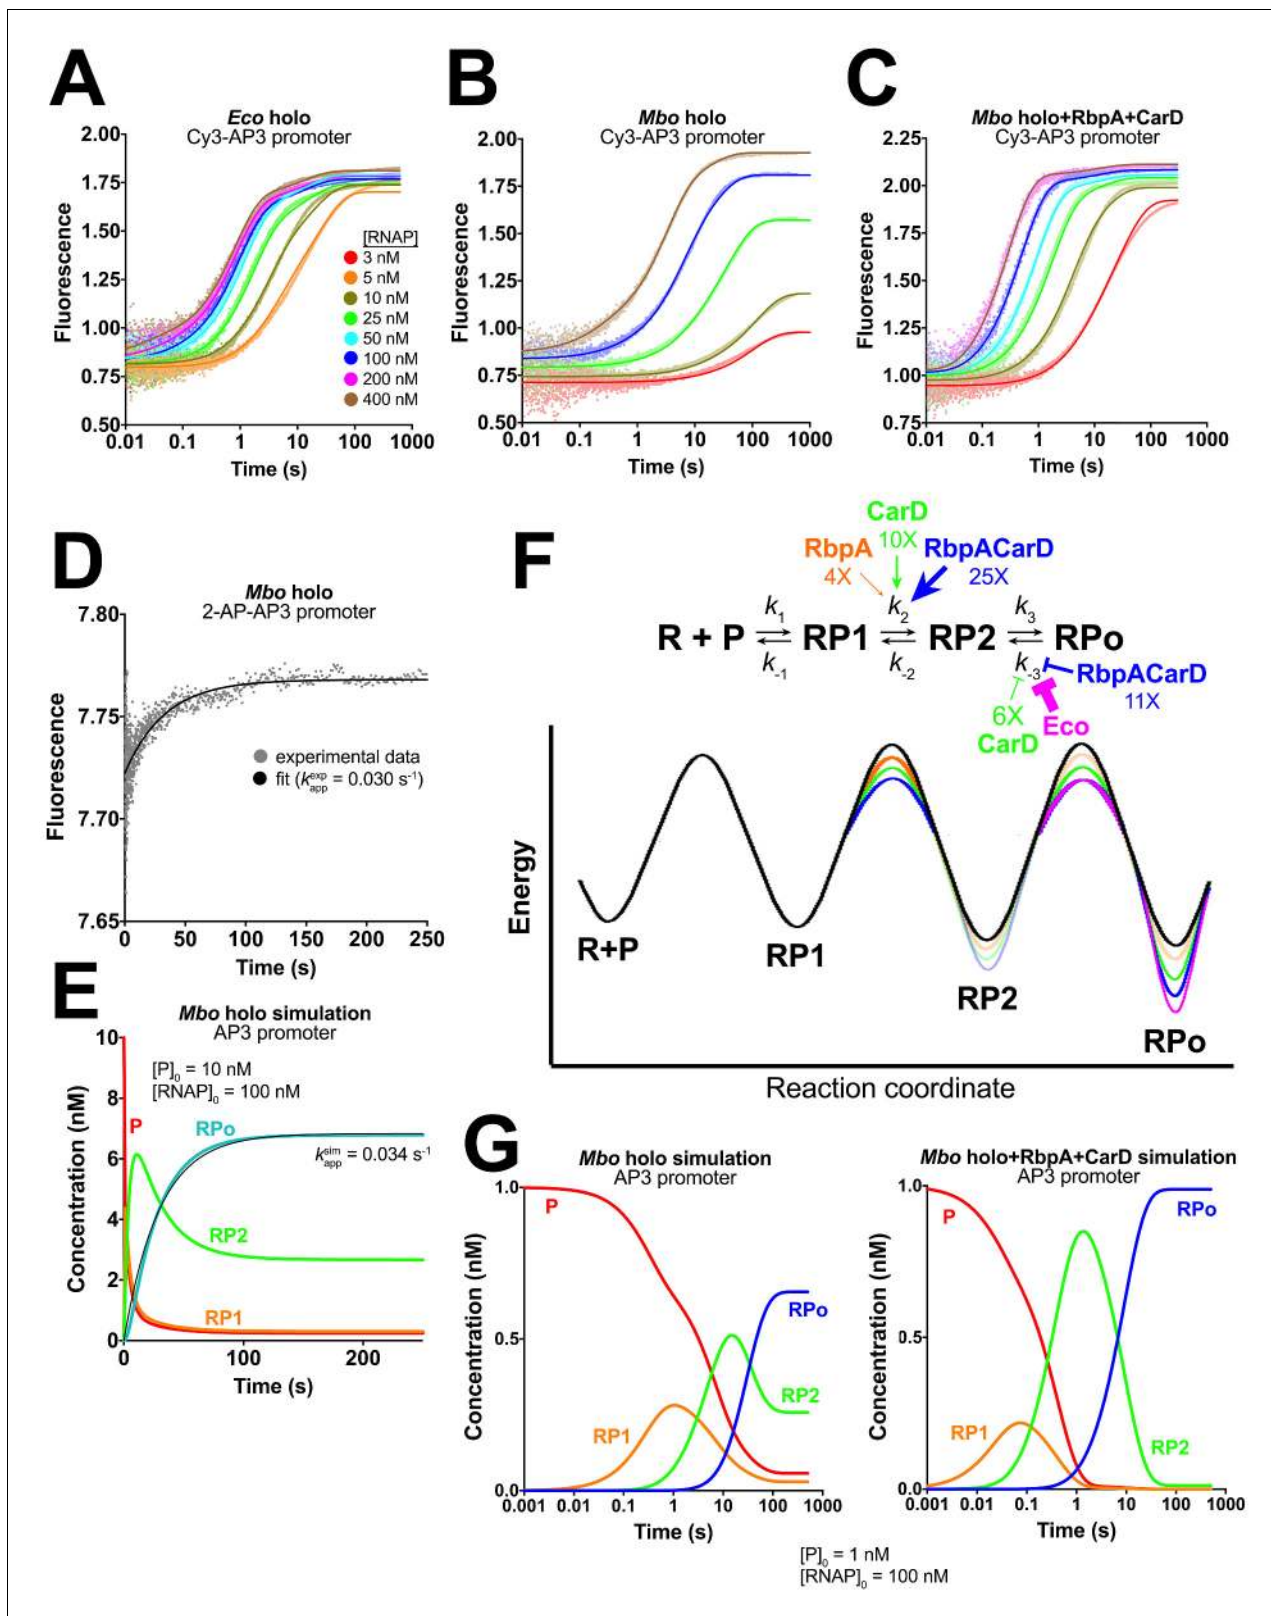 A
Eco holo
Cy3-AP3 promoter
Fluorescence
2.00
1.75
1.50
1.25
1.00
0.75
0.50
0.01 0.1 1 10 100 1000
Time (s)
[RNAP]
3 nM
5 nM
10 nM
25 nM
50 nM
100 nM
200 nM
400 nM
B
Mbo holo
Cy3-AP3 promoter
Fluorescence
2.00
1.75
1.50
1.25
1.00
0.75
0.50
0.01 0.1 1 10 100 1000
Time (s)
C
Mbo holo+RbpA+CarD
Cy3-AP3 promoter
Fluorescence
2.25
2.00
1.75
1.50
1.25
1.00
0.75
0.01 0.1 1 10 100 1000
Time (s)
D
Mbo holo
2-AP-AP3 promoter
Fluorescence
7.80
7.75
7.70
7.65
0 50 100 150 200 250
Time (s)
experimental data
fit (k_app^exp = 0.030 s⁻¹)
E
Mbo holo simulation
AP3 promoter
Concentration (nM)
10
8
6
4
2
0
0 100 200
Time (s)
[P]₀ = 10 nM
[RNAP]₀ = 100 nM
P
RPo
k_app^sim = 0.034 s⁻¹
RP2
RP1
F
CarD
10X
RbpA
4X
RbpACarD
25X
k₁ k₂ k₃
R + P RP1 RP2 RPo
k₋₁ k₋₂ k₋₃
RbpACarD
11X
6X
CarD
Eco
Energy
R+P
RP1
RP2
RPo
Reaction coordinate
G
Mbo holo simulation
AP3 promoter
Concentration (nM)
1.0
0.5
0.0
0.001 0.01 0.1 1 10 100 1000
Time (s)
P
RPo
RP2
RP1
Mbo holo+RbpA+CarD simulation
AP3 promoter
Concentration (nM)
1.0
0.5
0.0
0.001 0.01 0.1 1 10 100 1000
Time (s)
P
RPo
RP1
RP2
[P]₀ = 1 nM
[RNAP]₀ = 100 nM